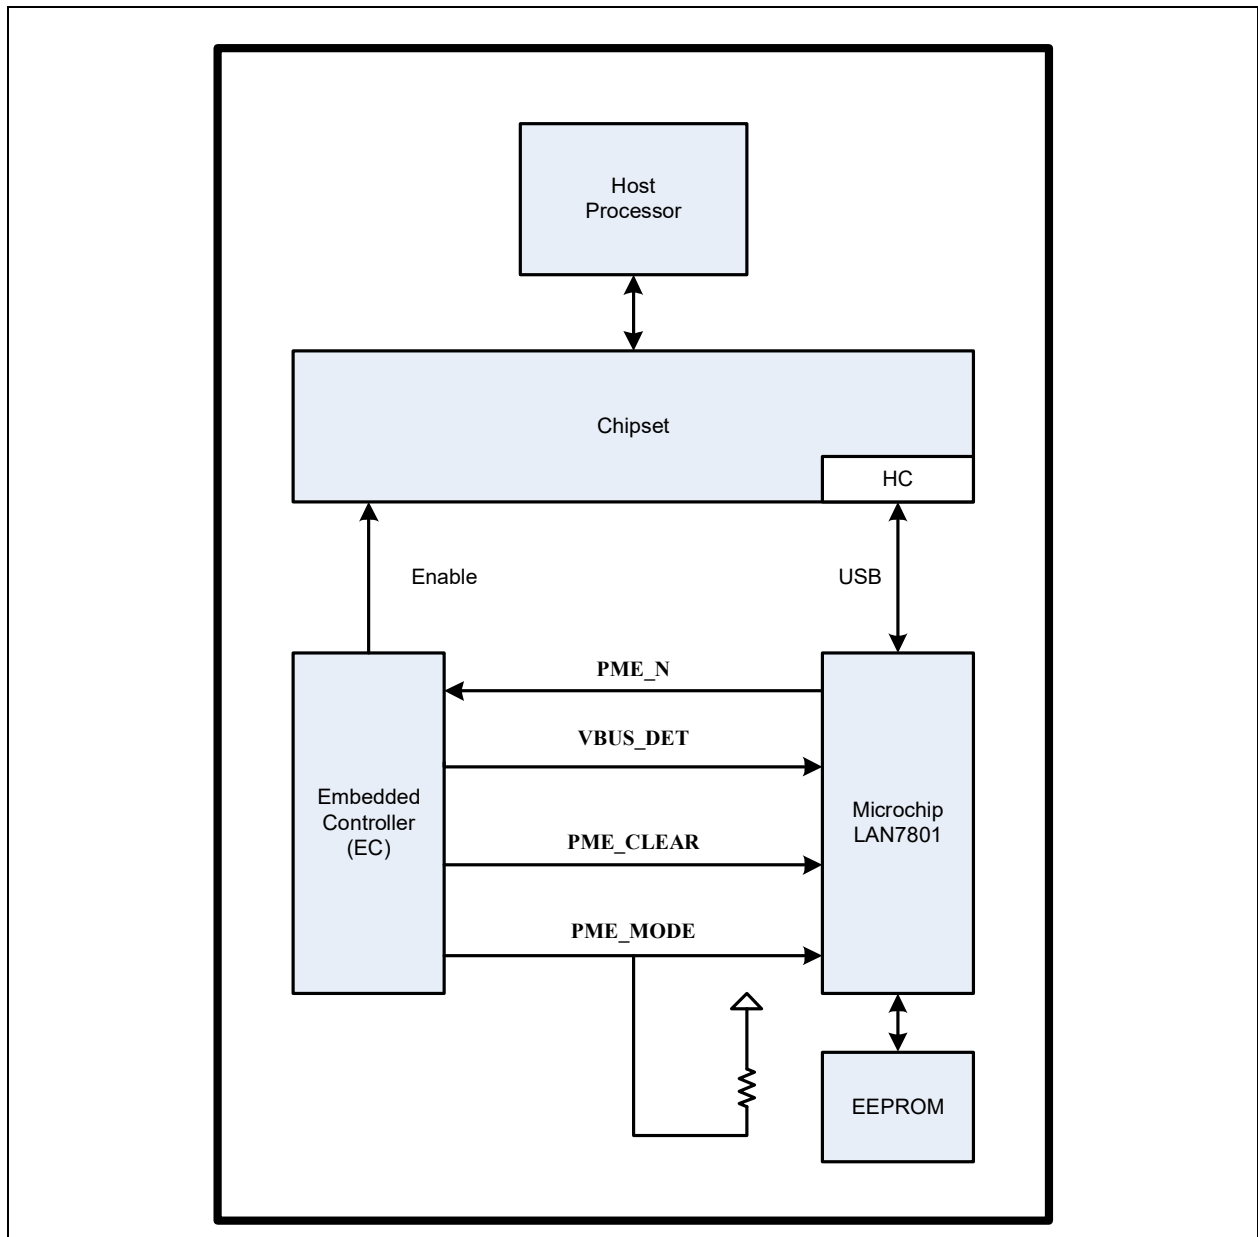 Host
Processor
Chipset
HC
Enable
USB
PME_N
VBUS_DET
Embedded
Controller
(EC)
Microchip
LAN7801
PME_CLEAR
PME_MODE
EEPROM